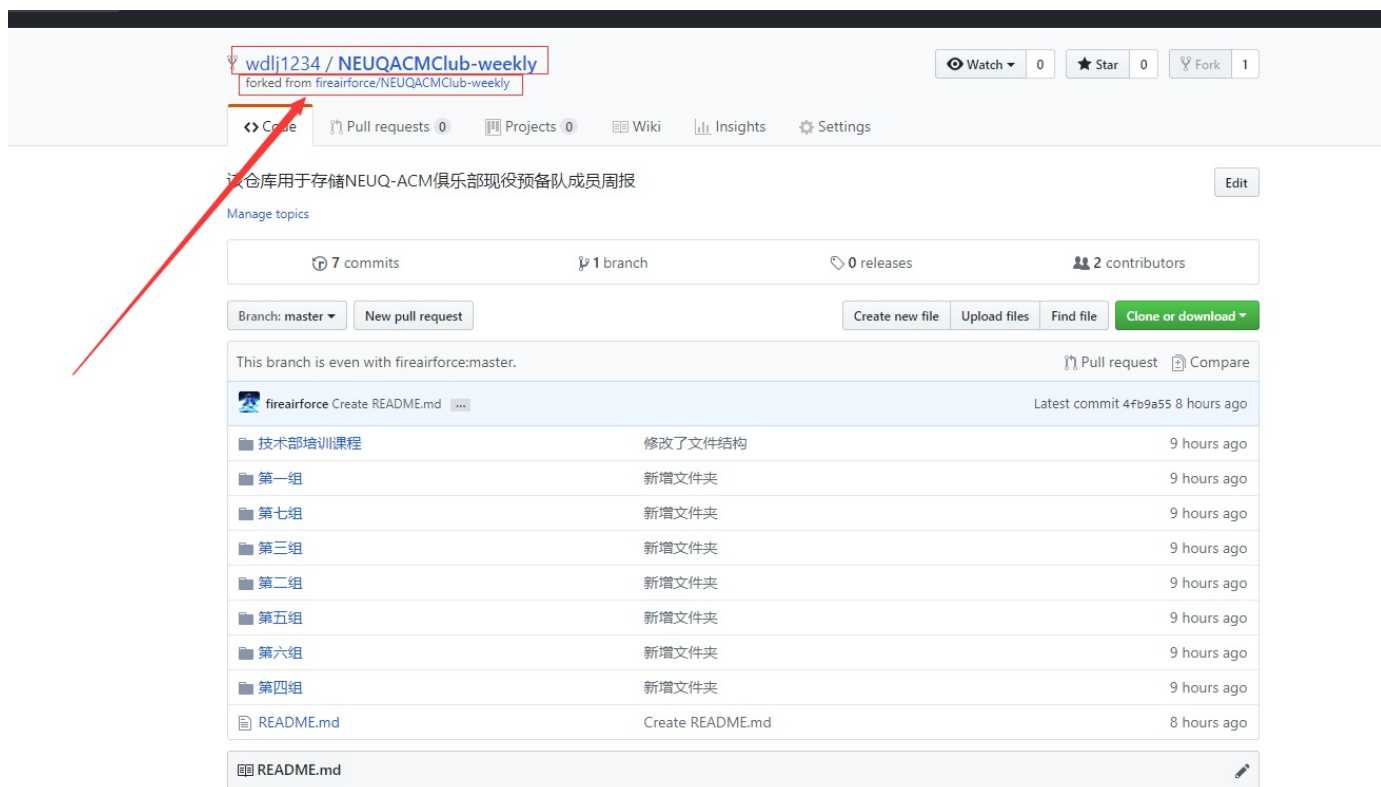 wdlj1234 / NEUQACMClub-weekly
Watch 0 Star 0 Fork 1
forked from fireairforce/NEUQACMClub-weekly
Code Pull requests 0 Projects 0 Wiki Insights Settings
该仓库用于存储NEUQ-ACM俱乐部现役预备队成员周报
Edit
Manage topics
7 commits 1 branch 0 releases 2 contributors
Branch: master New pull request Create new file Upload files Find file Clone or download
This branch is even with fireairforce:master. Pull request Compare
fireairforce Create README.md ... Latest commit 4fb9a55 8 hours ago
技术部培训课程 修改了文件结构 9 hours ago
第一组 新增文件夹 9 hours ago
第七组 新增文件夹 9 hours ago
第三组 新增文件夹 9 hours ago
第二组 新增文件夹 9 hours ago
第五组 新增文件夹 9 hours ago
第六组 新增文件夹 9 hours ago
第四组 新增文件夹 9 hours ago
README.md Create README.md 8 hours ago
README.md